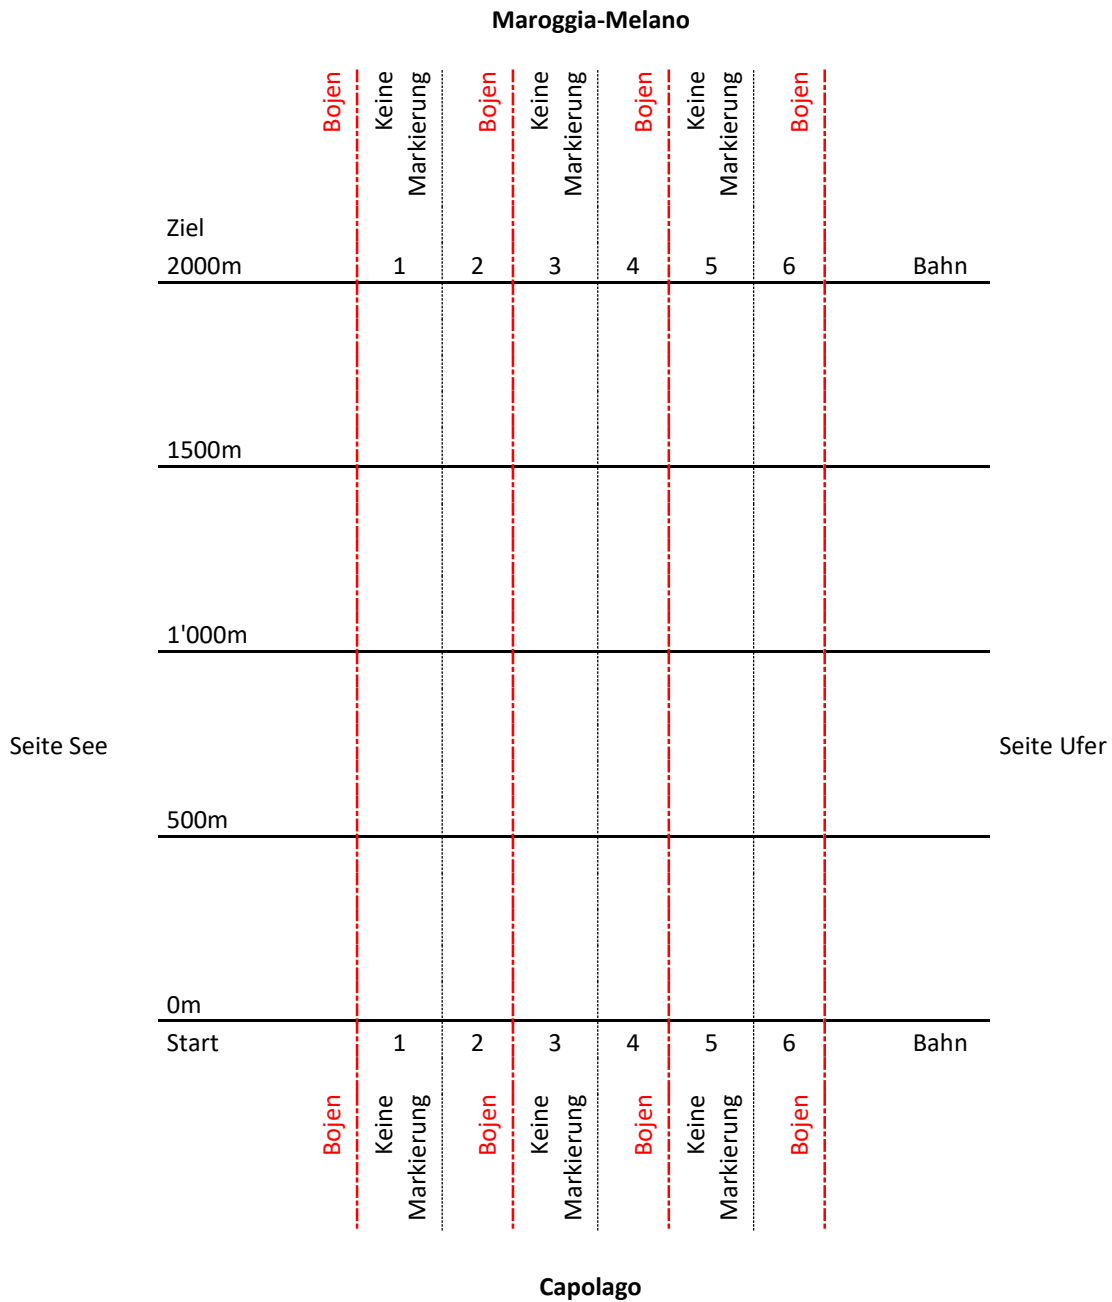 Maroggia-Melano
Bojen
Keine
Markierung
Bojen
Keine
Markierung
Bojen
Keine
Markierung
Bojen
Ziel
2000m 1 2 3 4 5 6 Bahn
1500m
1'000m
Seite See Seite Ufer
500m
0m
Start 1 2 3 4 5 6 Bahn
Bojen
Keine
Markierung
Bojen
Keine
Markierung
Bojen
Keine
Markierung
Bojen
Capolago